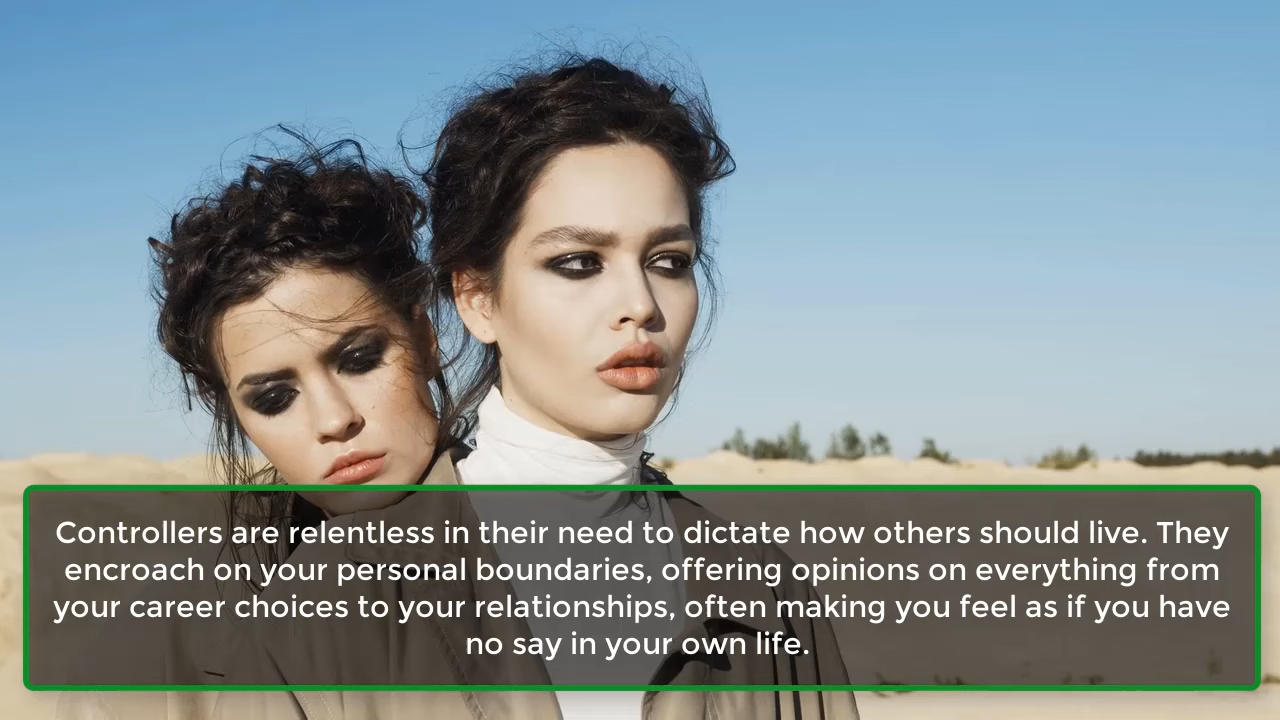 Controllers are relentless in their need to dictate how others should live. They
encroach on your personal boundaries, offering opinions on everything from
your career choices to your relationships, often making you feel as if you have
no say in your own life.